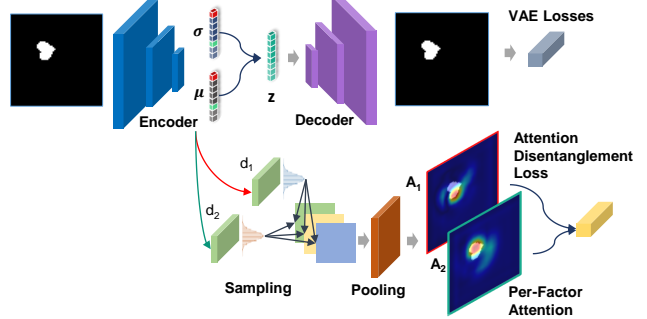 VAE Losses
σ
μ
z
Encoder
Decoder
d1
d2
Sampling
Pooling
A1
A2
Attention
Disentanglement
Loss
Per-Factor
Attention